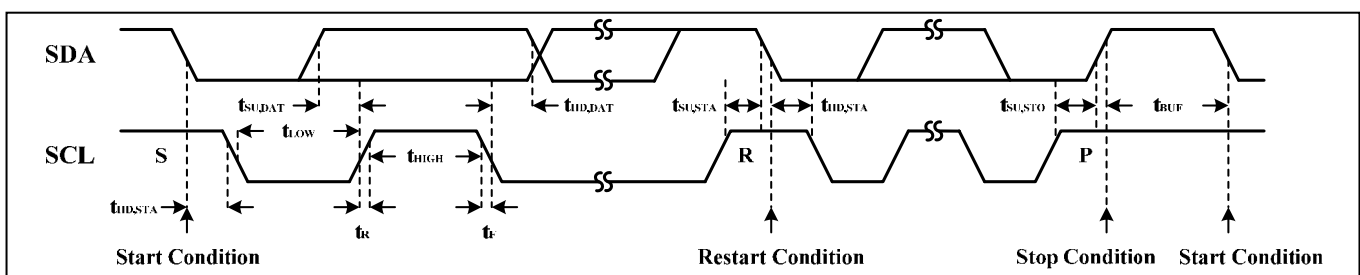 SDA
tSU,DAT tHD,DAT tSU,STA tHD,STA tSU,STO tBUF
tLOW
SCL S tHIGH R P
tHD,STA
tR tF
Start Condition Restart Condition Stop Condition Start Condition